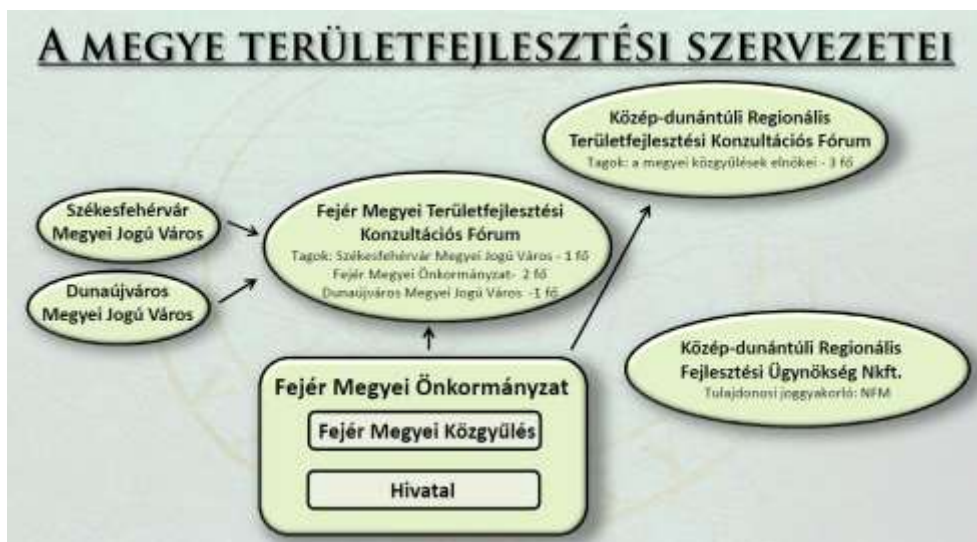 A MEGYE TERÜLETFEJLESZTÉSI SZERVEZETEI
Közép-dunántúli Regionális
Területfejlesztési Konzultációs Fórum
Tagok: a megyei közgyűlések elnökei - 3 fő
Székesfehérvár
Megyei Jogú Város
Fejér Megyei Területfejlesztési
Konzultációs Fórum
Tagok: Székesfehérvár Megyei Jogú Város - 1 fő
Fejér Megyei Önkormányzat- 2 fő
Dunaújváros Megyei Jogú Város -1 fő
Dunaújváros
Megyei Jogú Város
Közép-dunántúli Regionális
Fejlesztési Ügynökség Nkft.
Tulajdonosi joggyakorló: NFM
Fejér Megyei Önkormányzat
Fejér Megyei Közgyűlés
Hivatal